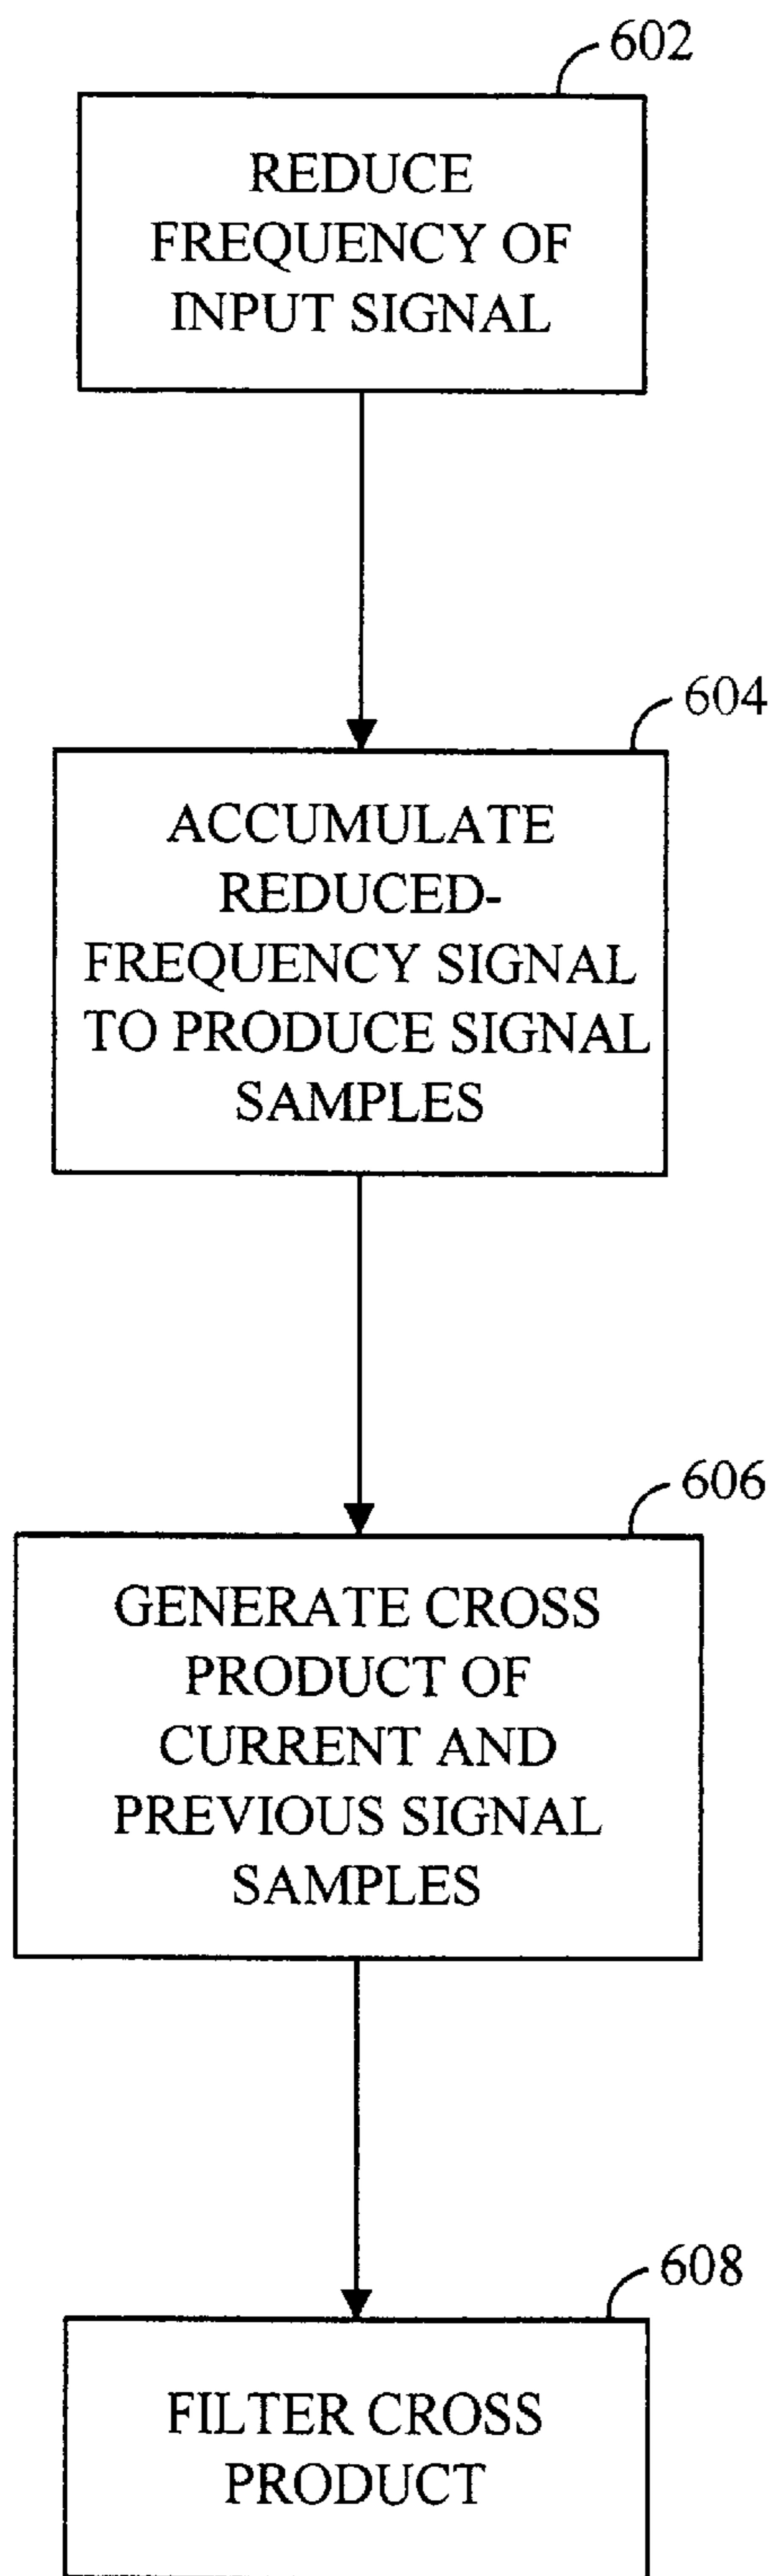 602
REDUCE
FREQUENCY OF
INPUT SIGNAL
604
ACCUMULATE
REDUCED-
FREQUENCY SIGNAL
TO PRODUCE SIGNAL
SAMPLES
606
GENERATE CROSS
PRODUCT OF
CURRENT AND
PREVIOUS SIGNAL
SAMPLES
608
FILTER CROSS
PRODUCT